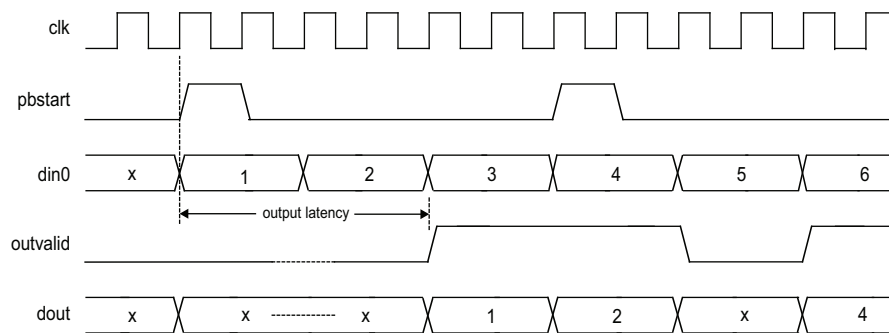 clk
pbstart
din0 x 1 2 3 4 5 6
output latency
outvalid
dout x x x 1 2 x 4